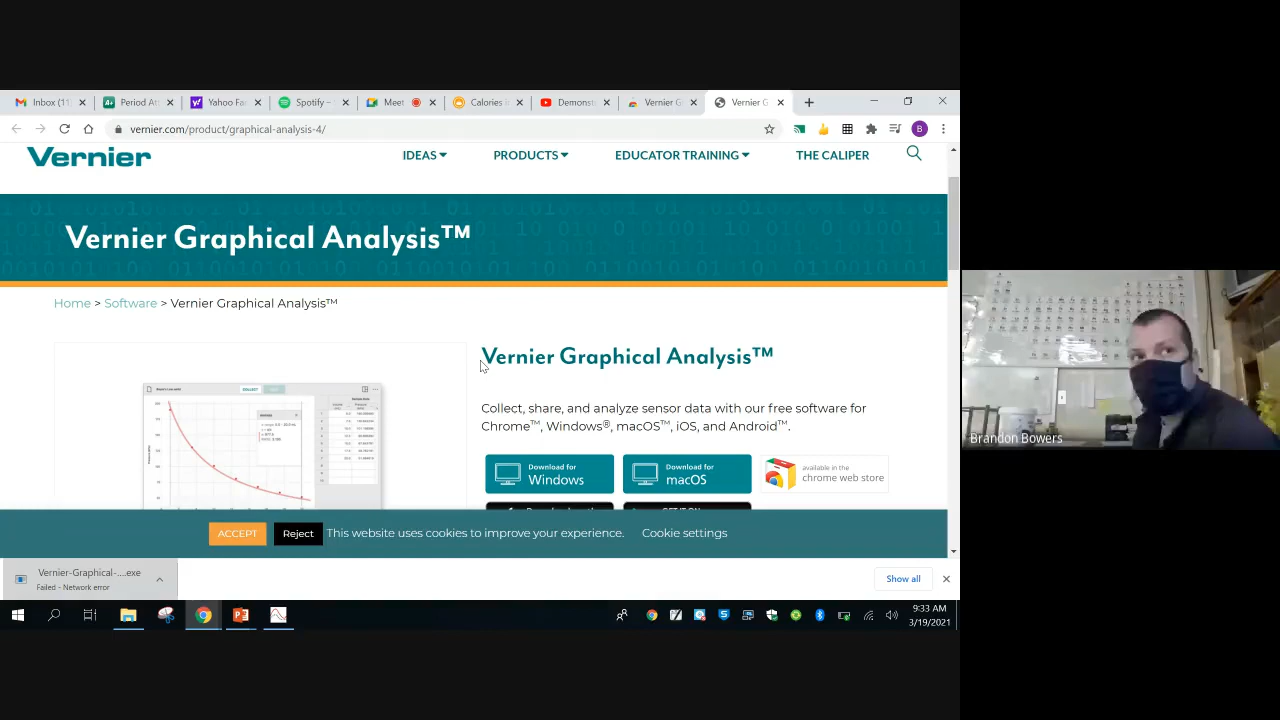 Inbox (11)
Period At
Yahoo Fa
Spotify –
Meet
Calories i
Demonst
Vernier G
Vernier G
vernier.com/product/graphical-analysis-4/
B
Vernier
IDEAS
PRODUCTS
EDUCATOR TRAINING
THE CALIPER
Vernier Graphical Analysis™
Home > Software > Vernier Graphical Analysis™
Vernier Graphical Analysis™
Collect, share, and analyze sensor data with our free software for
Chrome™, Windows®, macOS™, iOS, and Android™.
Download for
Windows
Download for
macOS
available in the
chrome web store
COLLECT
ACCEPT
Reject
This website uses cookies to improve your experience.
Cookie settings
Vernier-Graphical-....exe
Failed - Network error
Show all
9:33 AM
3/19/2021
Brandon Bowers